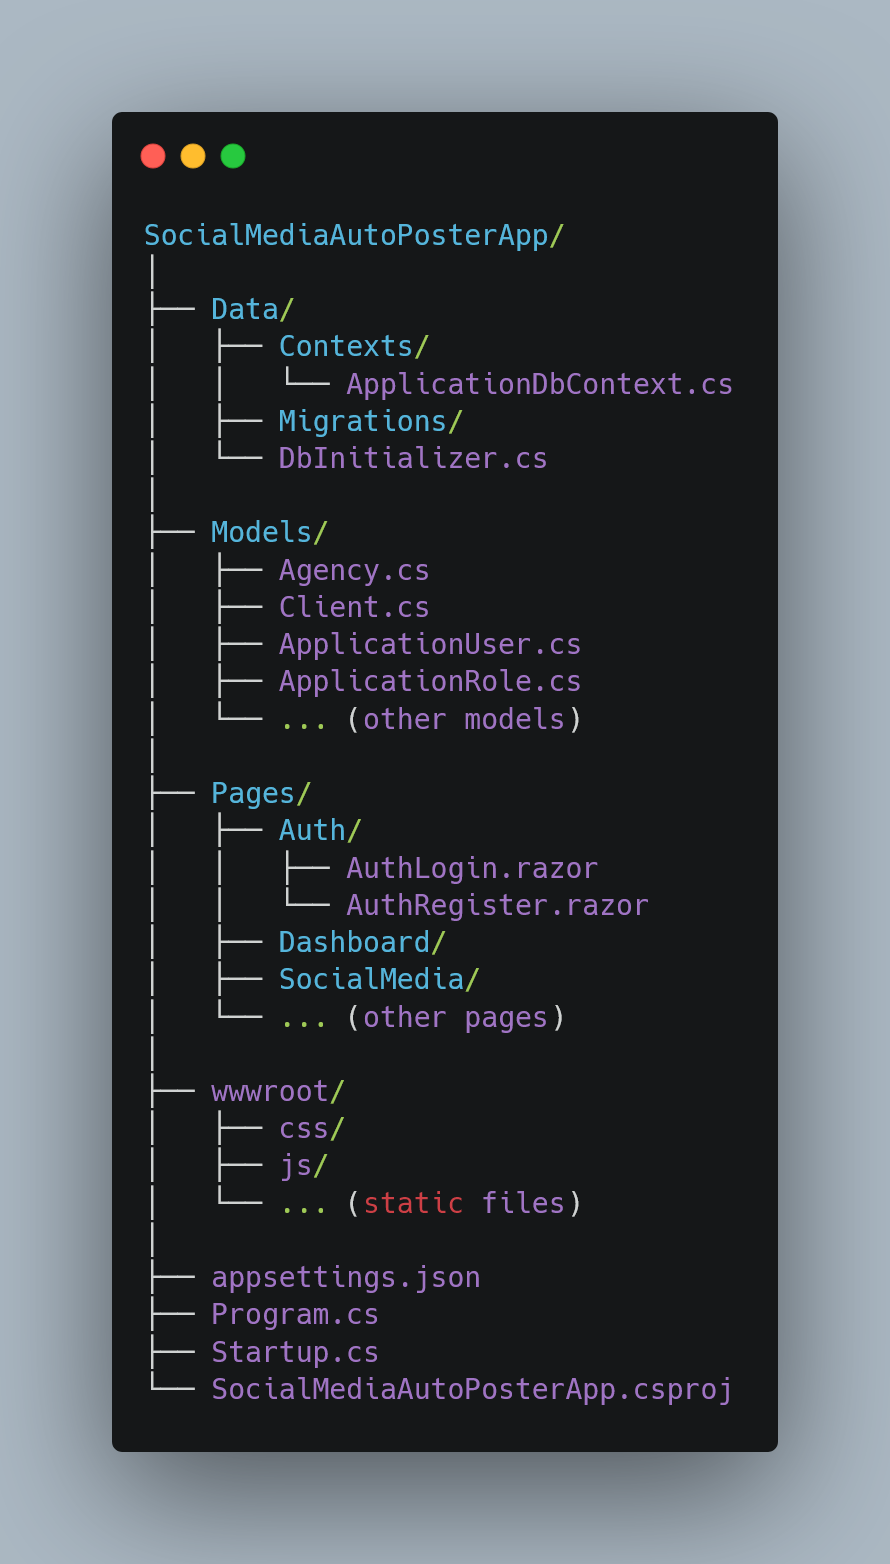 SocialMediaAutoPosterApp/
│
├── Data/
│   ├── Contexts/
│   │   └── ApplicationDbContext.cs
│   ├── Migrations/
│   └── DbInitializer.cs
│
├── Models/
│   ├── Agency.cs
│   ├── Client.cs
│   ├── ApplicationUser.cs
│   ├── ApplicationRole.cs
│   └── ... (other models)
│
├── Pages/
│   ├── Auth/
│   │   ├── AuthLogin.razor
│   │   └── AuthRegister.razor
│   ├── Dashboard/
│   ├── SocialMedia/
│   └── ... (other pages)
│
├── wwwroot/
│   ├── css/
│   ├── js/
│   └── ... (static files)
│
├── appsettings.json
├── Program.cs
├── Startup.cs
└── SocialMediaAutoPosterApp.csproj